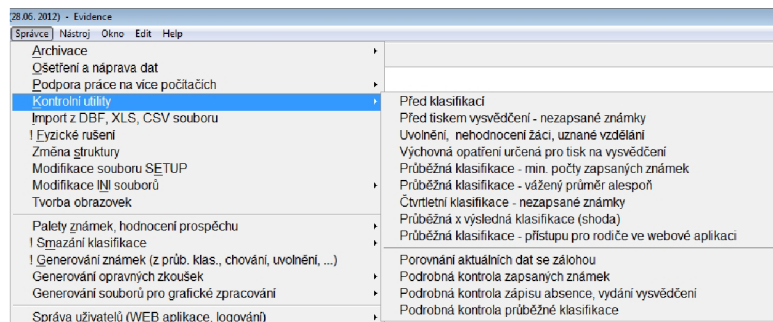 (28.06. 2012) - Evidence
Správce Nástroj Okno Edit Help
Archivace
Ošetření a náprava dat
Podpora práce na více počítačích
Kontrolní utility
Import z DBF, XLS, CSV souboru
! Fyzické rušení
Změna struktury
Modifikace souboru SETUP
Modifikace INI souborů
Tvorba obrazovek
Palety známek, hodnocení prospěchu
! Smazání klasifikace
! Generování známek (z průb. klas., chování, uvolnění, ...)
Generování opravných zkoušek
Generování souborů pro grafické zpracování
Správa uživatelů (WEB aplikace, logování)
Před klasifikací
Před tiskem vysvědčení - nezapsané známky
Uvolnění, nehodnocení žáci, uznané vzdělání
Výchovná opatření určená pro tisk na vysvědčení
Průběžná klasifikace - min. počty zapsaných známek
Průběžná klasifikace - vážený průměr alespoň
Čtvrtletní klasifikace - nezapsané známky
Průběžná x výsledná klasifikace (shoda)
Průběžná klasifikace - přístupu pro rodiče ve webové aplikaci
Porovnání aktuálních dat se zálohou
Podrobná kontrola zapsaných známek
Podrobná kontrola zápisu absence, vydání vysvědčení
Podrobná kontrola průběžné klasifikace